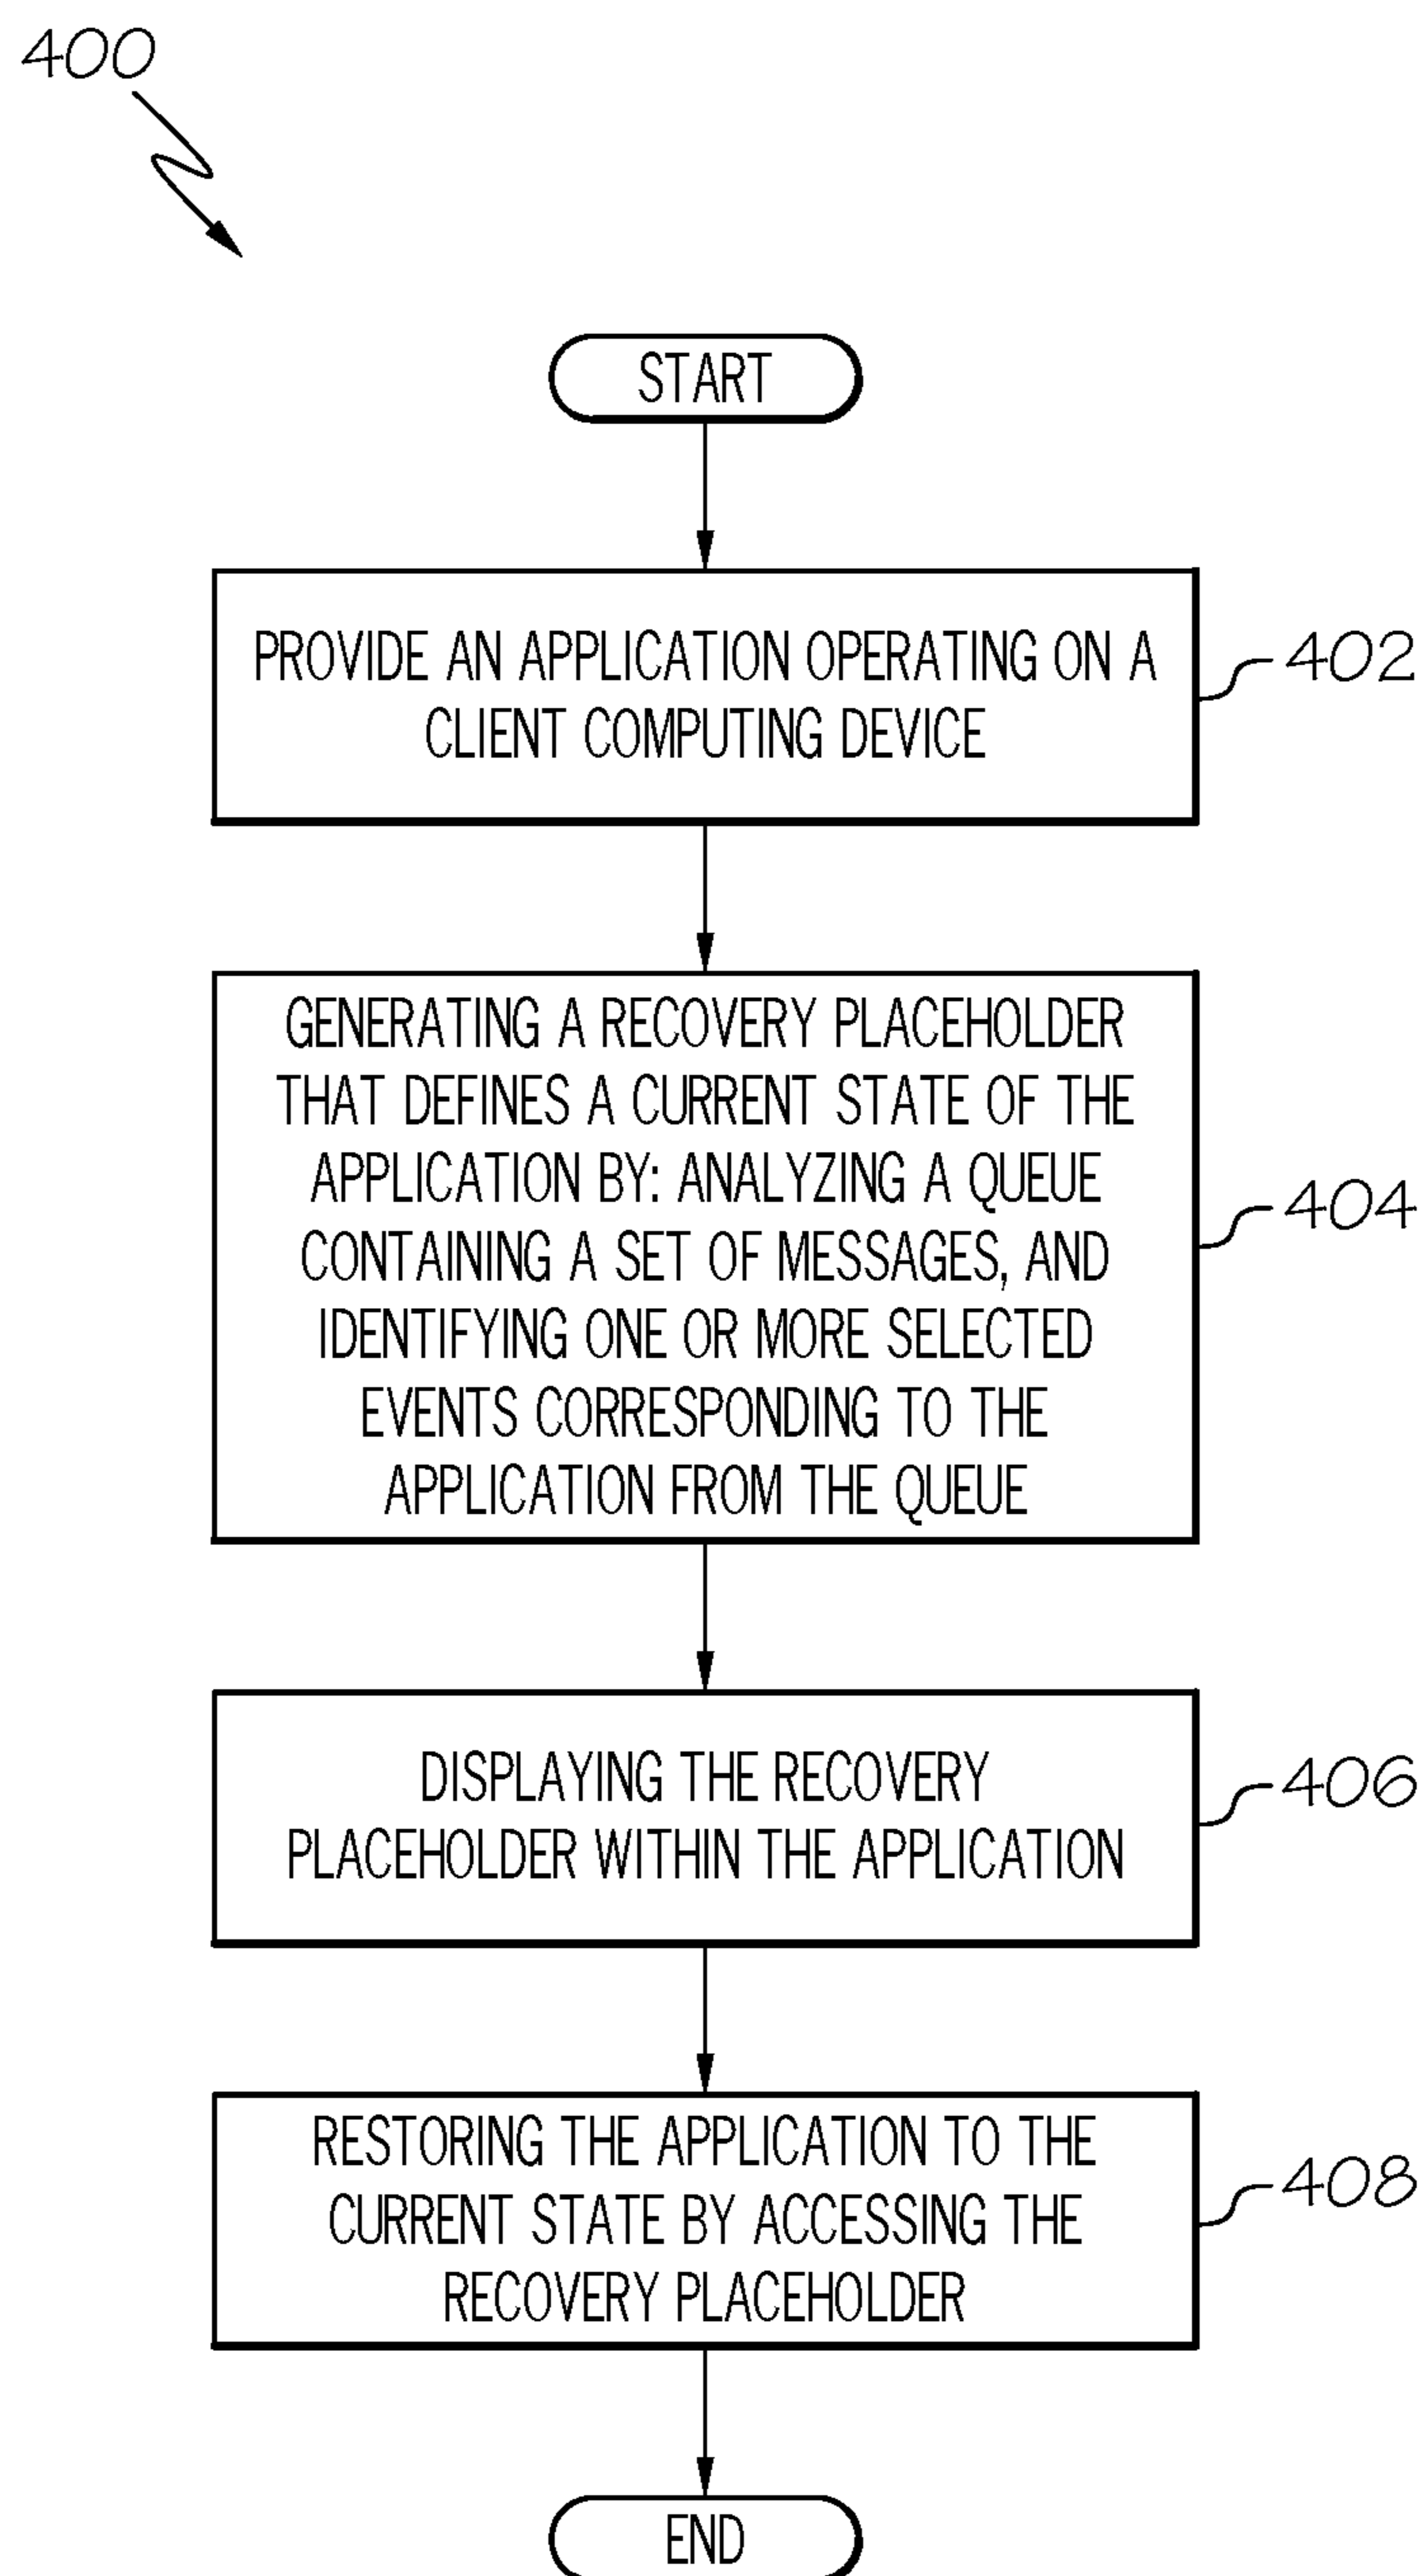 400
START
PROVIDE AN APPLICATION OPERATING ON A
CLIENT COMPUTING DEVICE
402
GENERATING A RECOVERY PLACEHOLDER
THAT DEFINES A CURRENT STATE OF THE
APPLICATION BY: ANALYZING A QUEUE
CONTAINING A SET OF MESSAGES, AND
IDENTIFYING ONE OR MORE SELECTED
EVENTS CORRESPONDING TO THE
APPLICATION FROM THE QUEUE
404
DISPLAYING THE RECOVERY
PLACEHOLDER WITHIN THE APPLICATION
406
RESTORING THE APPLICATION TO THE
CURRENT STATE BY ACCESSING THE
RECOVERY PLACEHOLDER
408
END